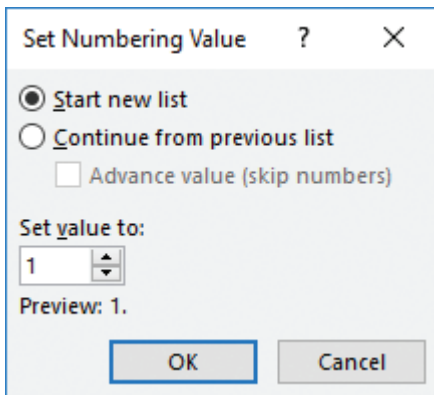 Set Numbering Value ?
Start new list
Continue from previous list
Advance value (skip numbers)
Set value to:
1
Preview: 1.
OK Cancel